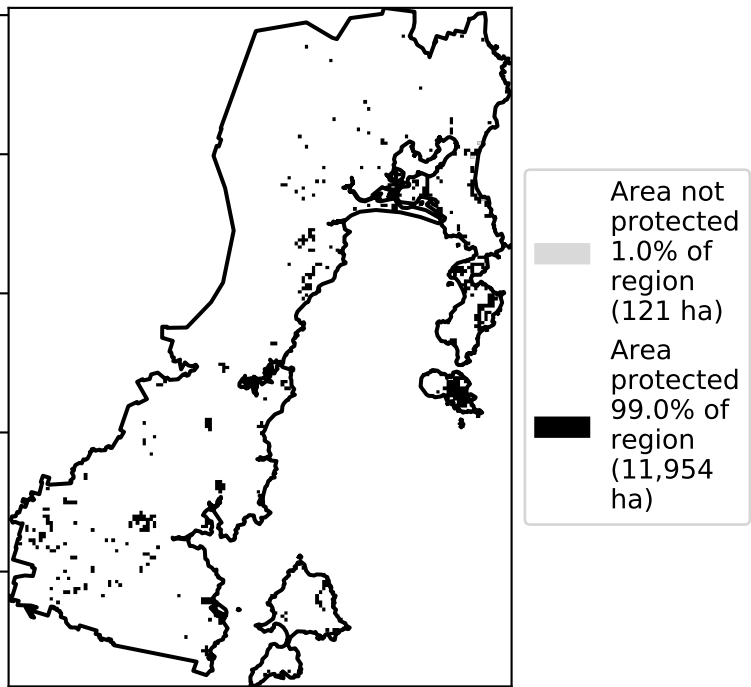 Area not
protected
1.0% of
region
(121 ha)
Area
protected
99.0% of
region
(11,954
ha)